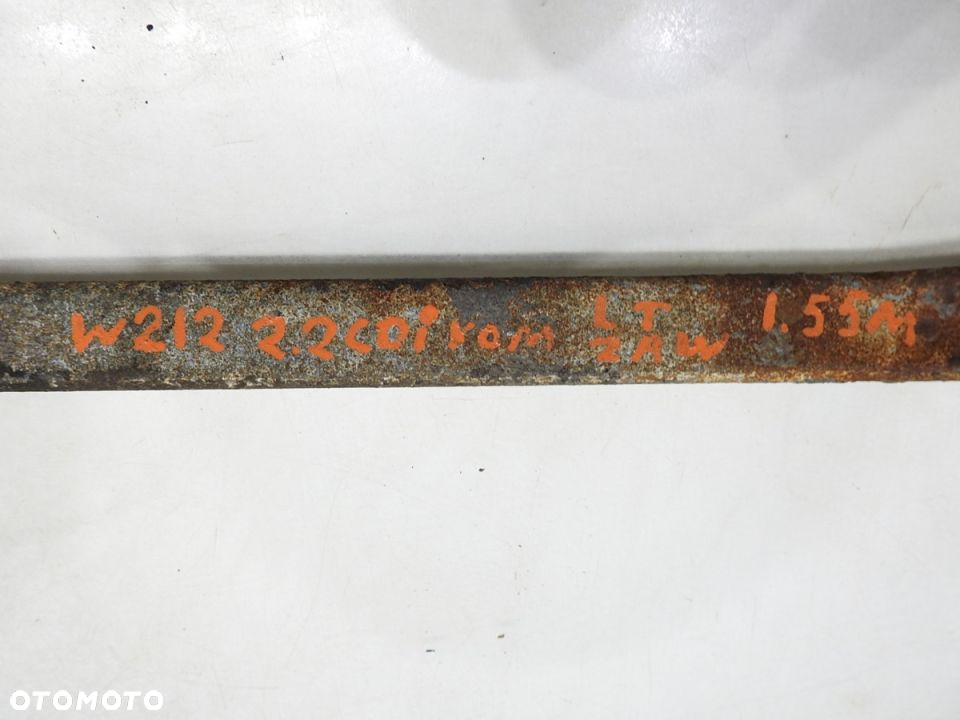 W212 2.2CDi KOM LT 1.55M
ZAW
OTOMOTO